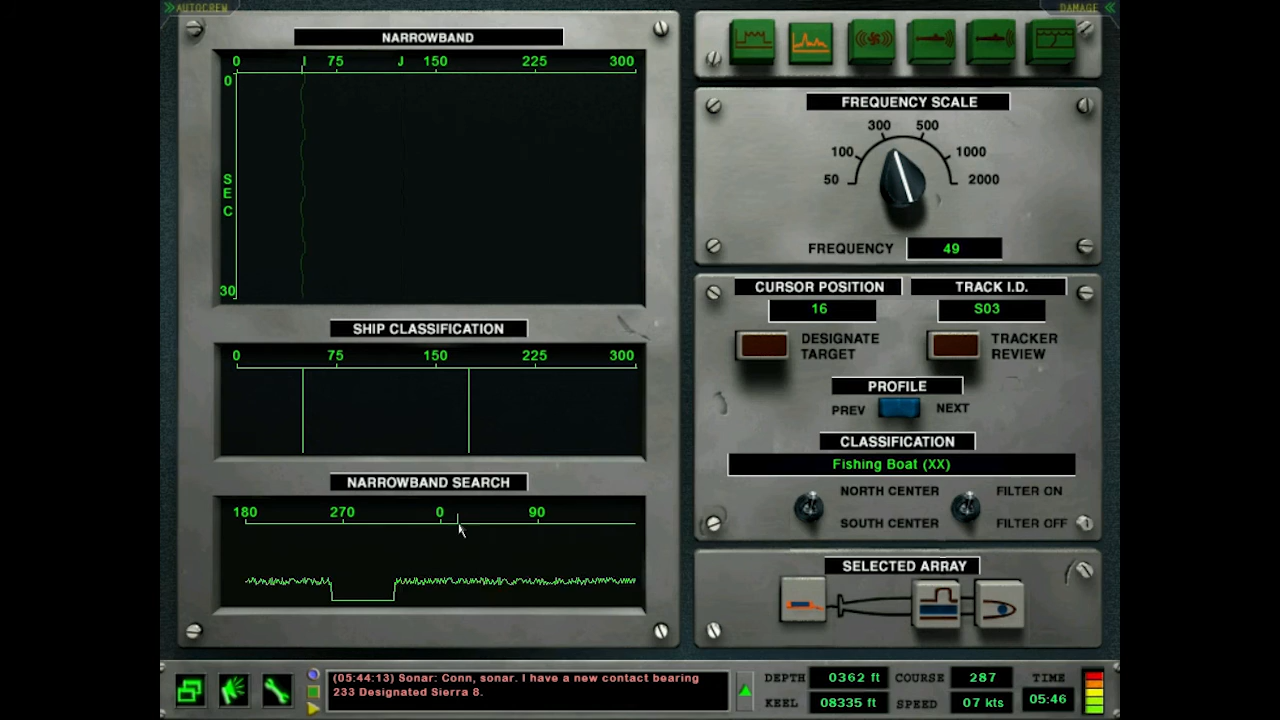 AUTOCREW
DAMAGE
NARROWBAND
0 I 75 J 150 225 300
0
SEC
30
SHIP CLASSIFICATION
0 75 150 225 300
NARROWBAND SEARCH
180 270 0 90
FREQUENCY SCALE
50 100 300 500 1000 2000
FREQUENCY 49
CURSOR POSITION
16
TRACK I.D.
S03
DESIGNATE
TARGET
TRACKER
REVIEW
PROFILE
PREV NEXT
CLASSIFICATION
Fishing Boat (XX)
NORTH CENTER
SOUTH CENTER
FILTER ON
FILTER OFF
SELECTED ARRAY
(05:44:13) Sonar: Conn, sonar. I have a new contact bearing
233 Designated Sierra 8.
DEPTH 0362 ft COURSE 287 TIME
KEEL 08335 ft SPEED 07 kts 05:46